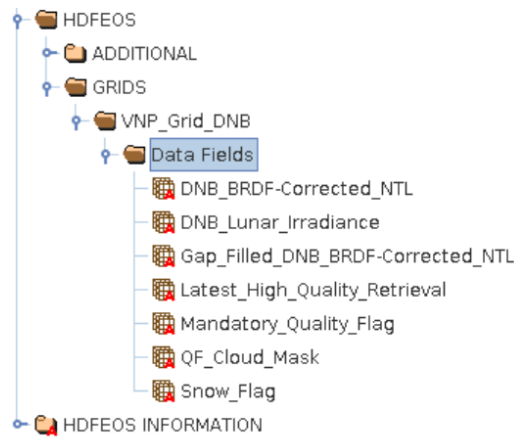 HDFEOS
ADDITIONAL
GRIDS
VNP_Grid_DNB
Data Fields
DNB_BRDF-Corrected_NTL
DNB_Lunar_Irradiance
Gap_Filled_DNB_BRDF-Corrected_NTL
Latest_High_Quality_Retrieval
Mandatory_Quality_Flag
QF_Cloud_Mask
Snow_Flag
HDFEOS INFORMATION